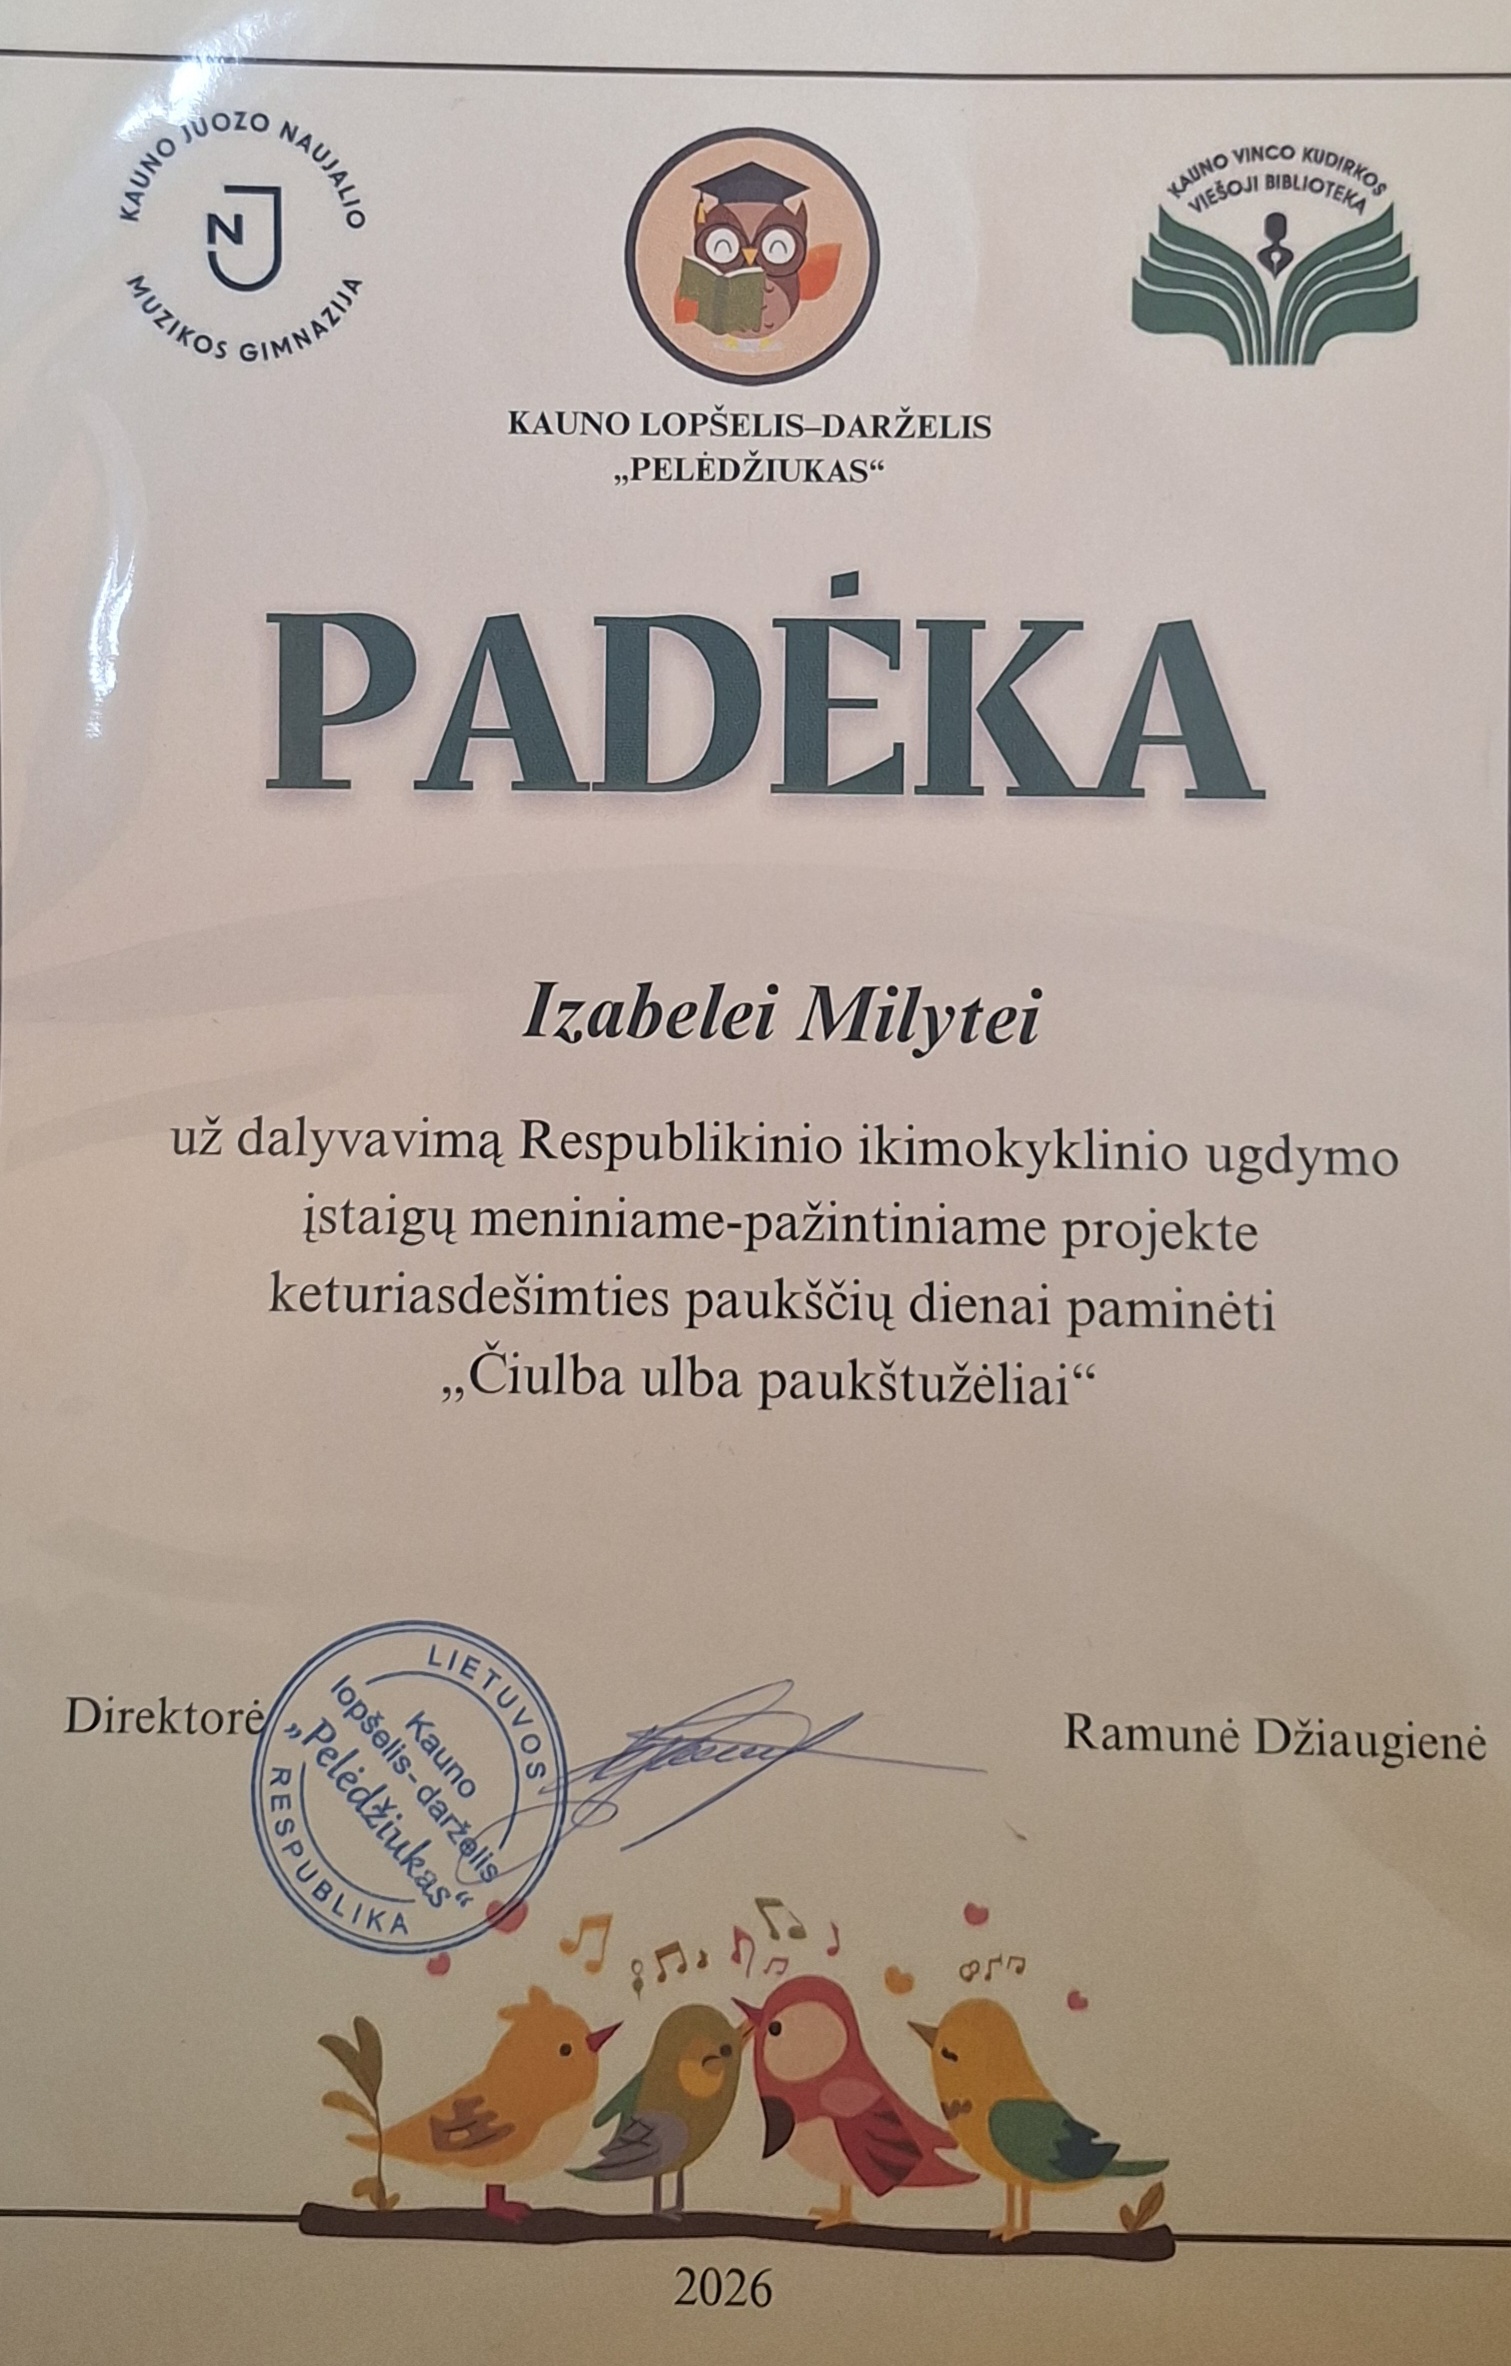 KAUNO JUOZO NAUJALIO
MUZIKOS GIMNAZIJA
NJ
KAUNO VINCO KUDIRKOS
VIEŠOJI BIBLIOTEKA
KAUNO LOPŠELIS–DARŽELIS
„PELĖDŽIUKAS“
PADĖKA
Izabelei Milytei
už dalyvavimą Respublikinio ikimokyklinio ugdymo
įstaigų meniniame-pažintiniame projekte
keturiasdešimties paukščių dienai paminėti
„Čiulba ulba paukštužėliai“
Direktorė
LIETUVOS
RESPUBLIKA
Kauno
lopšelis-darželis
„Pelėdžiukas“
Ramunė Džiaugienė
2026